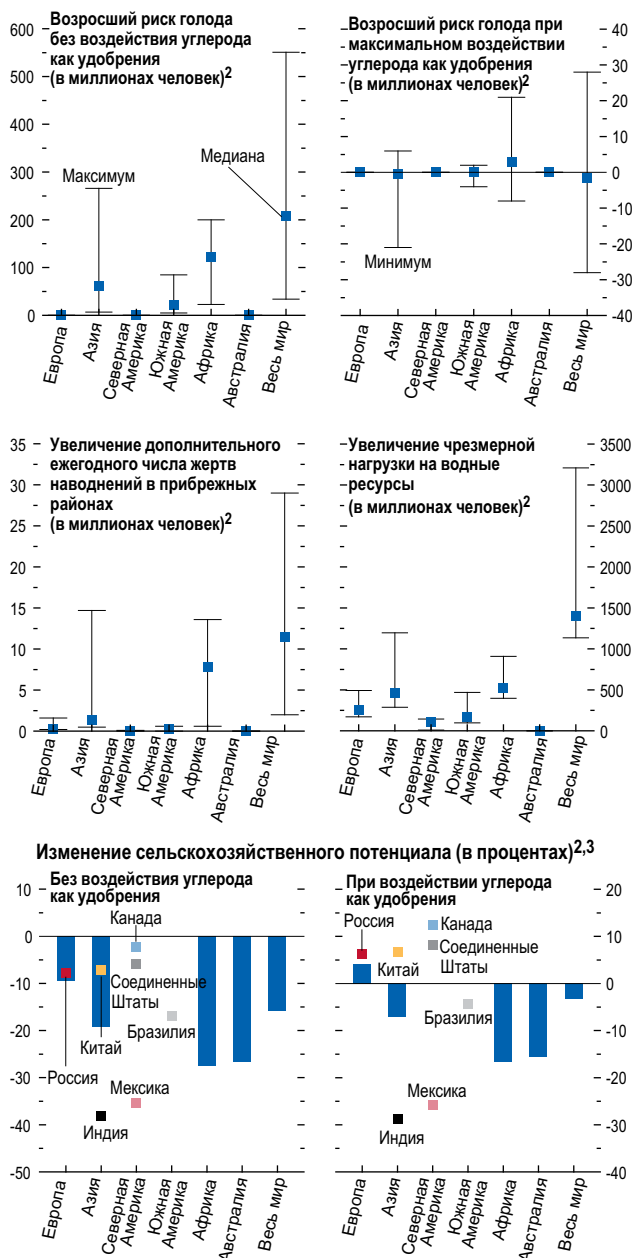 Возросший риск голода
без воздействия углерода
как удобрения
(в миллионах человек)2
600
500
400
300
200
100
0
Максимум
Медиана
Европа
Азия
Северная
Америка
Южная
Америка
Африка
Австралия
Весь мир
Возросший риск голода при
максимальном воздействии
углерода как удобрения
(в миллионах человек)2
40
30
20
10
0
-10
-20
-30
-40
Минимум
Европа
Азия
Северная
Америка
Южная
Америка
Африка
Австралия
Весь мир
Увеличение дополнительного
ежегодного числа жертв
наводнений в прибрежных
районах
(в миллионах человек)2
35
30
25
20
15
10
5
0
Европа
Азия
Северная
Америка
Южная
Америка
Африка
Австралия
Весь мир
Увеличение чрезмерной
нагрузки на водные
ресурсы
(в миллионах человек)2
3500
3000
2500
2000
1500
1000
500
0
Европа
Азия
Северная
Америка
Южная
Америка
Африка
Австралия
Весь мир
Изменение сельскохозяйственного потенциала (в процентах)2,3
Без воздействия углерода
как удобрения
10
0
-10
-20
-30
-40
-50
Канада
Соединенные
Штаты
Бразилия
Китай
Россия
Мексика
Индия
Европа
Азия
Северная
Америка
Южная
Америка
Африка
Австралия
Весь мир
При воздействии углерода
как удобрения
20
10
0
-10
-20
-30
-40
Россия
Канада
Соединенные
Штаты
Китай
Бразилия
Мексика
Индия
Европа
Азия
Северная
Америка
Южная
Америка
Африка
Австралия
Весь мир